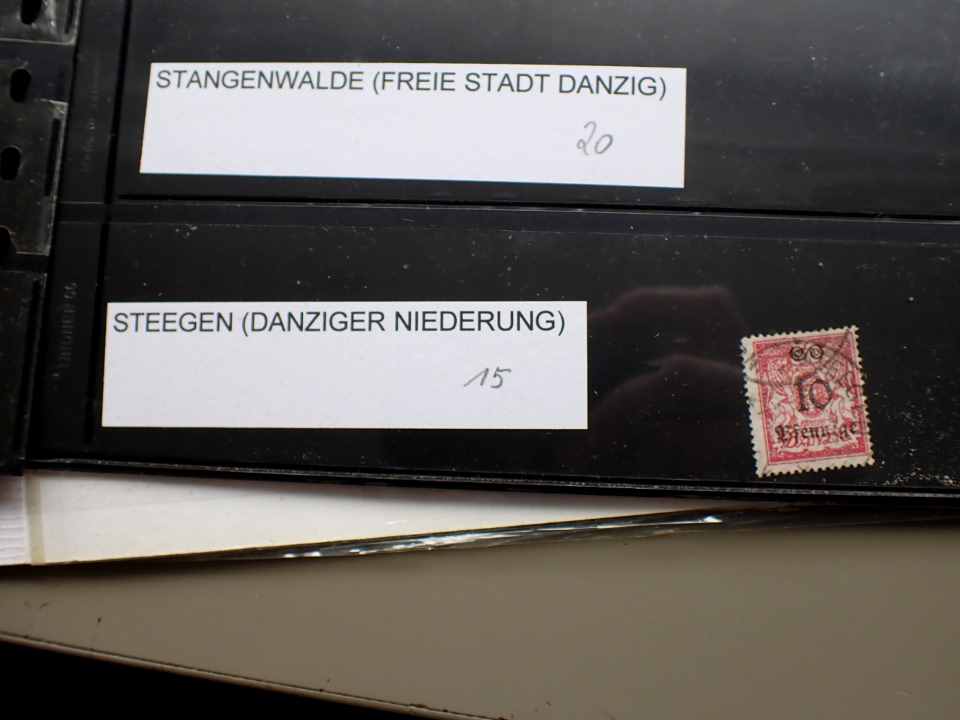 STANGENWALDE (FREIE STADT DANZIG)
20
STEEGEN (DANZIGER NIEDERUNG)
15
10
Pfennige